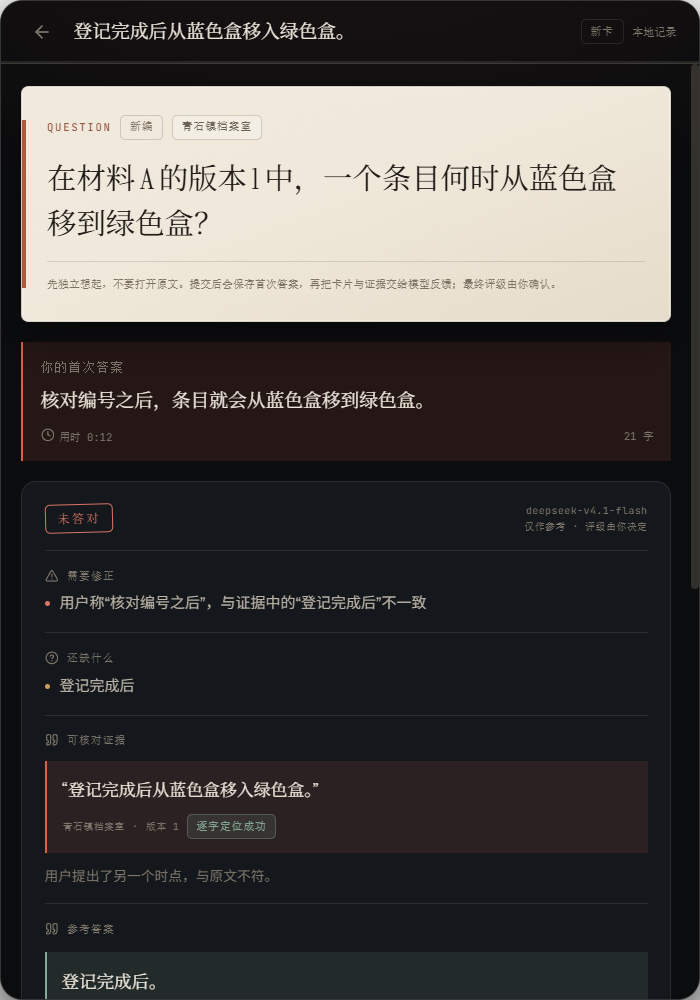 登记完成后从蓝色盒移入绿色盒。
新卡
本地记录
QUESTION
新编
青石镇档案室
在材料A的版本1中，一个条目何时从蓝色盒
移到绿色盒？
先独立想起，不要打开原文。提交后会保存首次答案，再把卡片与证据交给模型反馈；最终评级由你确认。
你的首次答案
核对编号之后，条目就会从蓝色盒移到绿色盒。
用时 0:12
21 字
未答对
deepseek-v4.1-flash
仅作参考 · 评级由你决定
需要修正
用户称“核对编号之后”，与证据中的“登记完成后”不一致
还缺什么
登记完成后
可核对证据
“登记完成后从蓝色盒移入绿色盒。”
青石镇档案室 · 版本 1
逐字定位成功
用户提出了另一个时点，与原文不符。
参考答案
登记完成后。